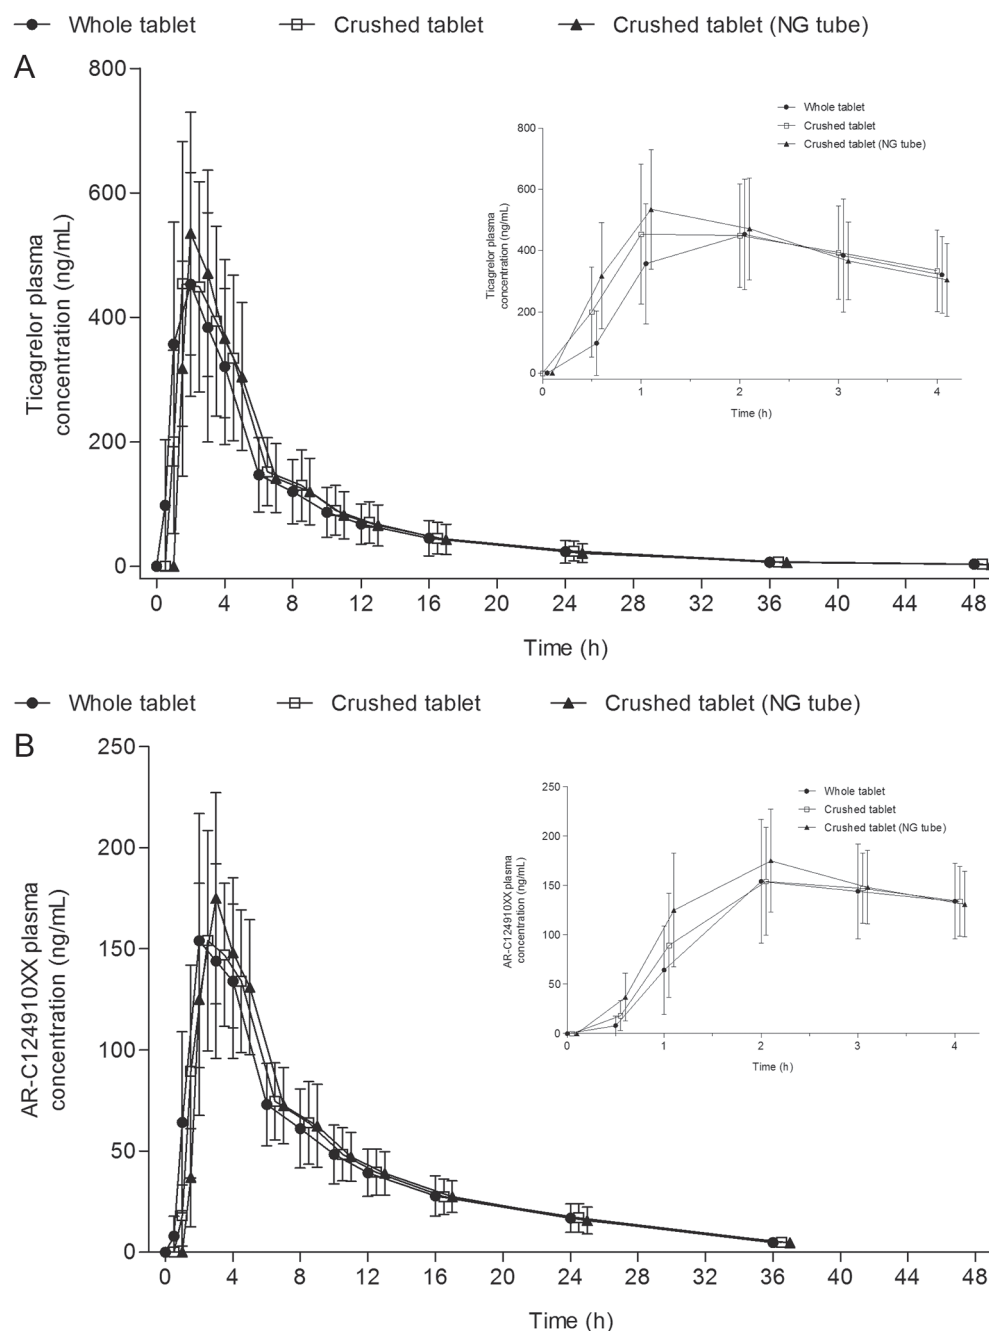 Whole tablet Crushed tablet Crushed tablet (NG tube)
A
800
600
400
200
0
Ticagrelor plasma
concentration (ng/mL)
0 4 8 12 16 20 24 28 32 36 40 44 48
Time (h)
Whole tablet
Crushed tablet
Crushed tablet (NG tube)
800
600
400
200
0
Ticagrelor plasma
concentration (ng/mL)
0 1 2 3 4
Time (h)
Whole tablet Crushed tablet Crushed tablet (NG tube)
B
250
200
150
100
50
0
AR-C124910XX plasma
concentration (ng/mL)
0 4 8 12 16 20 24 28 32 36 40 44 48
Time (h)
Whole tablet
Crushed tablet
Crushed tablet (NG tube)
250
200
150
100
50
0
AR-C124910XX plasma
concentration (ng/mL)
0 1 2 3 4
Time (h)